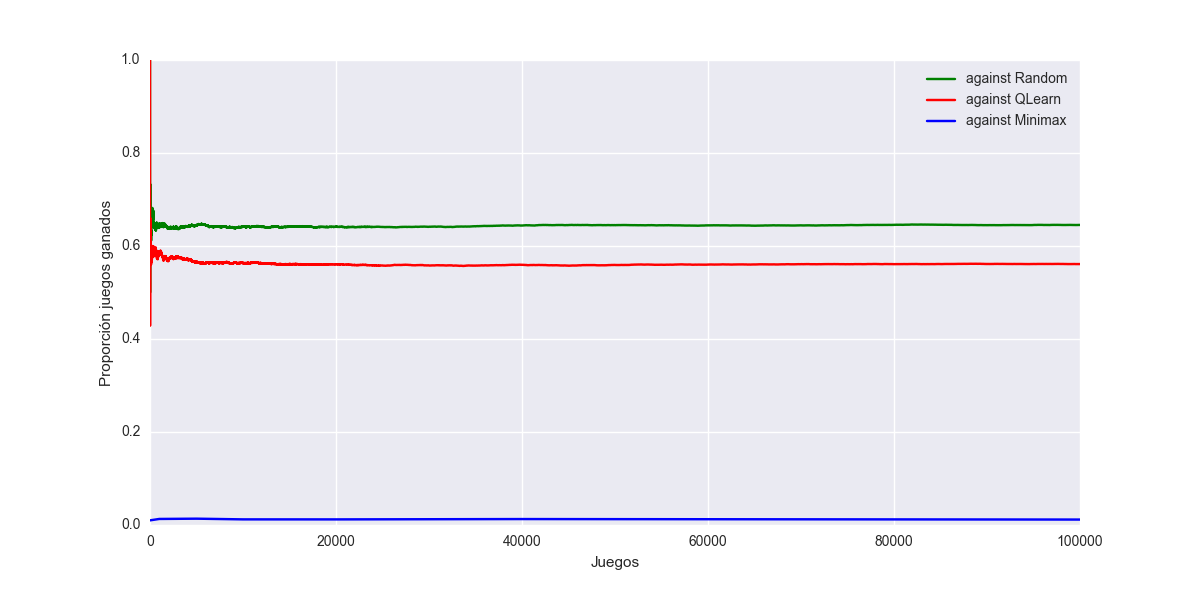 1.0
0.8
0.6
0.4
0.2
0.0
Proporción juegos ganados
against Random
against QLearn
against Minimax
0 20000 40000 60000 80000 100000
Juegos